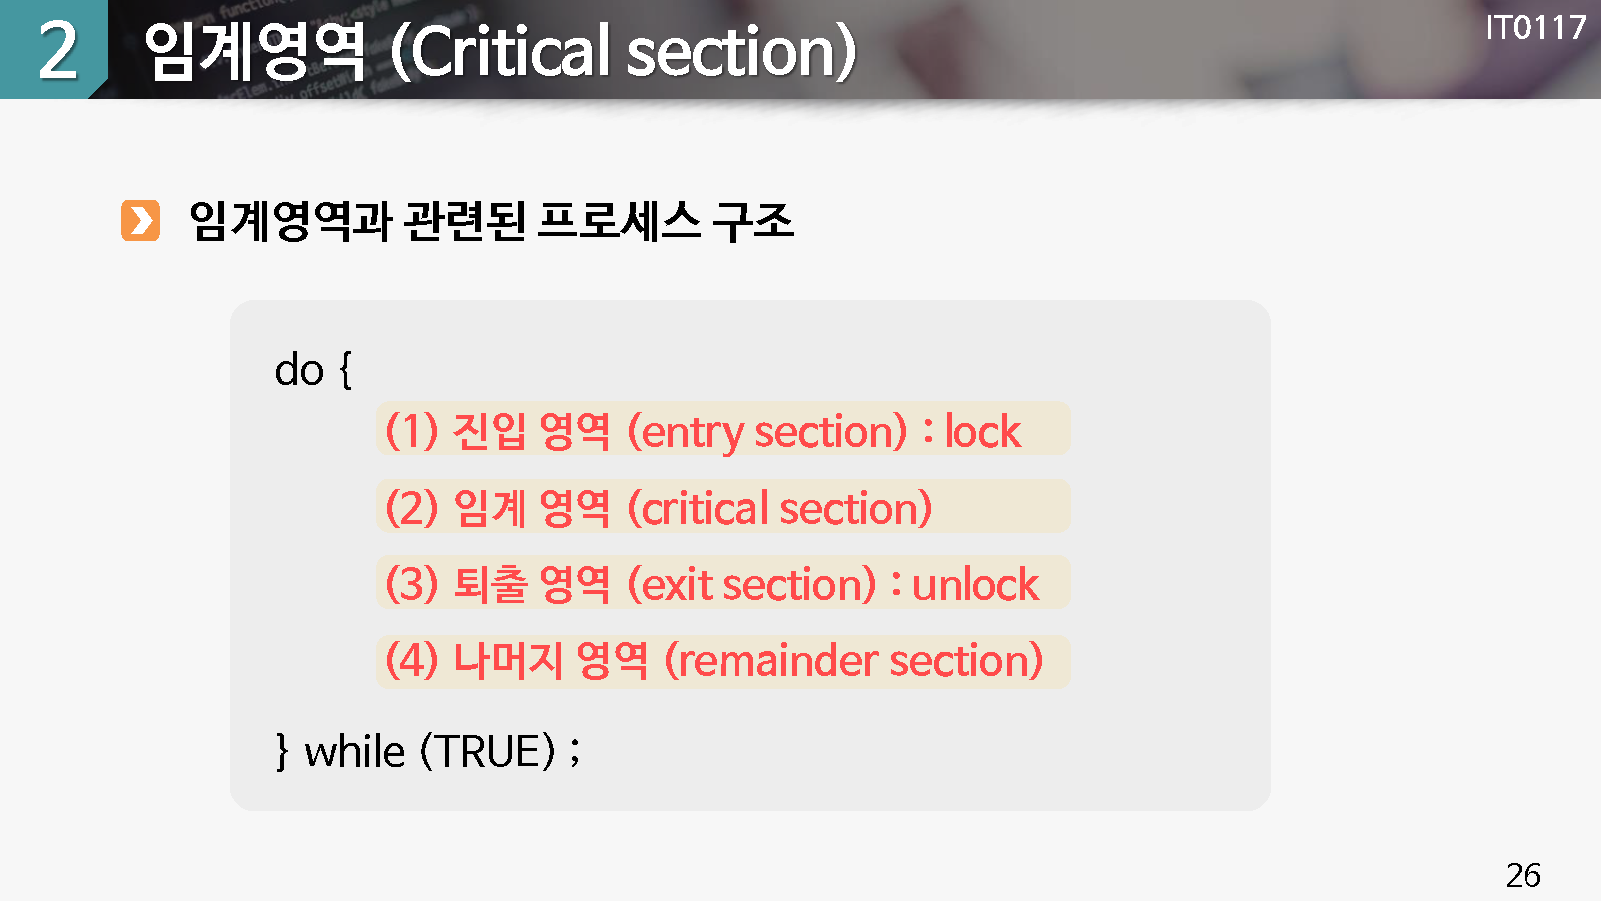 2 임계영역 (Critical section)
IT0117
임계영역과 관련된 프로세스 구조
do {
(1) 진입 영역 (entry section) : lock
(2) 임계 영역 (critical section)
(3) 퇴출 영역 (exit section) : unlock
(4) 나머지 영역 (remainder section)
} while (TRUE) ;
26